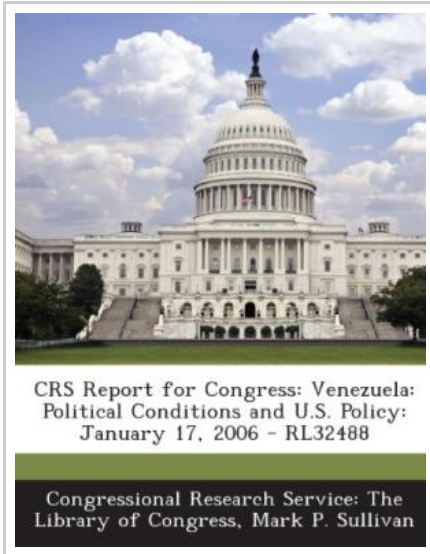 CRS Report for Congress: Venezuela:
Political Conditions and U.S. Policy:
January 17, 2006 - RL32488
Congressional Research Service: The
Library of Congress, Mark P. Sullivan